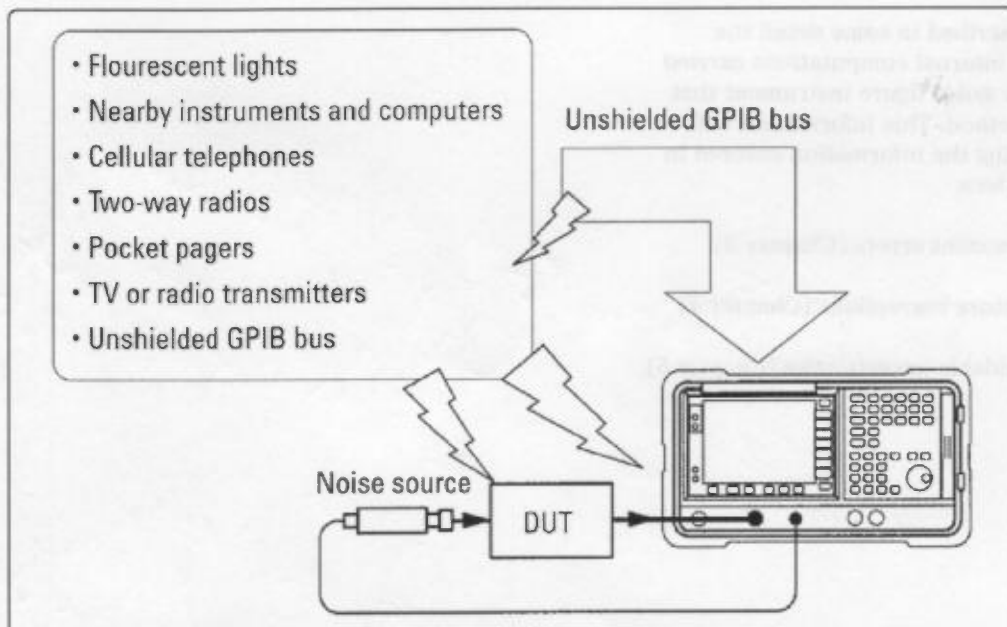 • Flourescent lights
• Nearby instruments and computers
• Cellular telephones
• Two-way radios
• Pocket pagers
• TV or radio transmitters
• Unshielded GPIB bus
Unshielded GPIB bus
Noise source
DUT